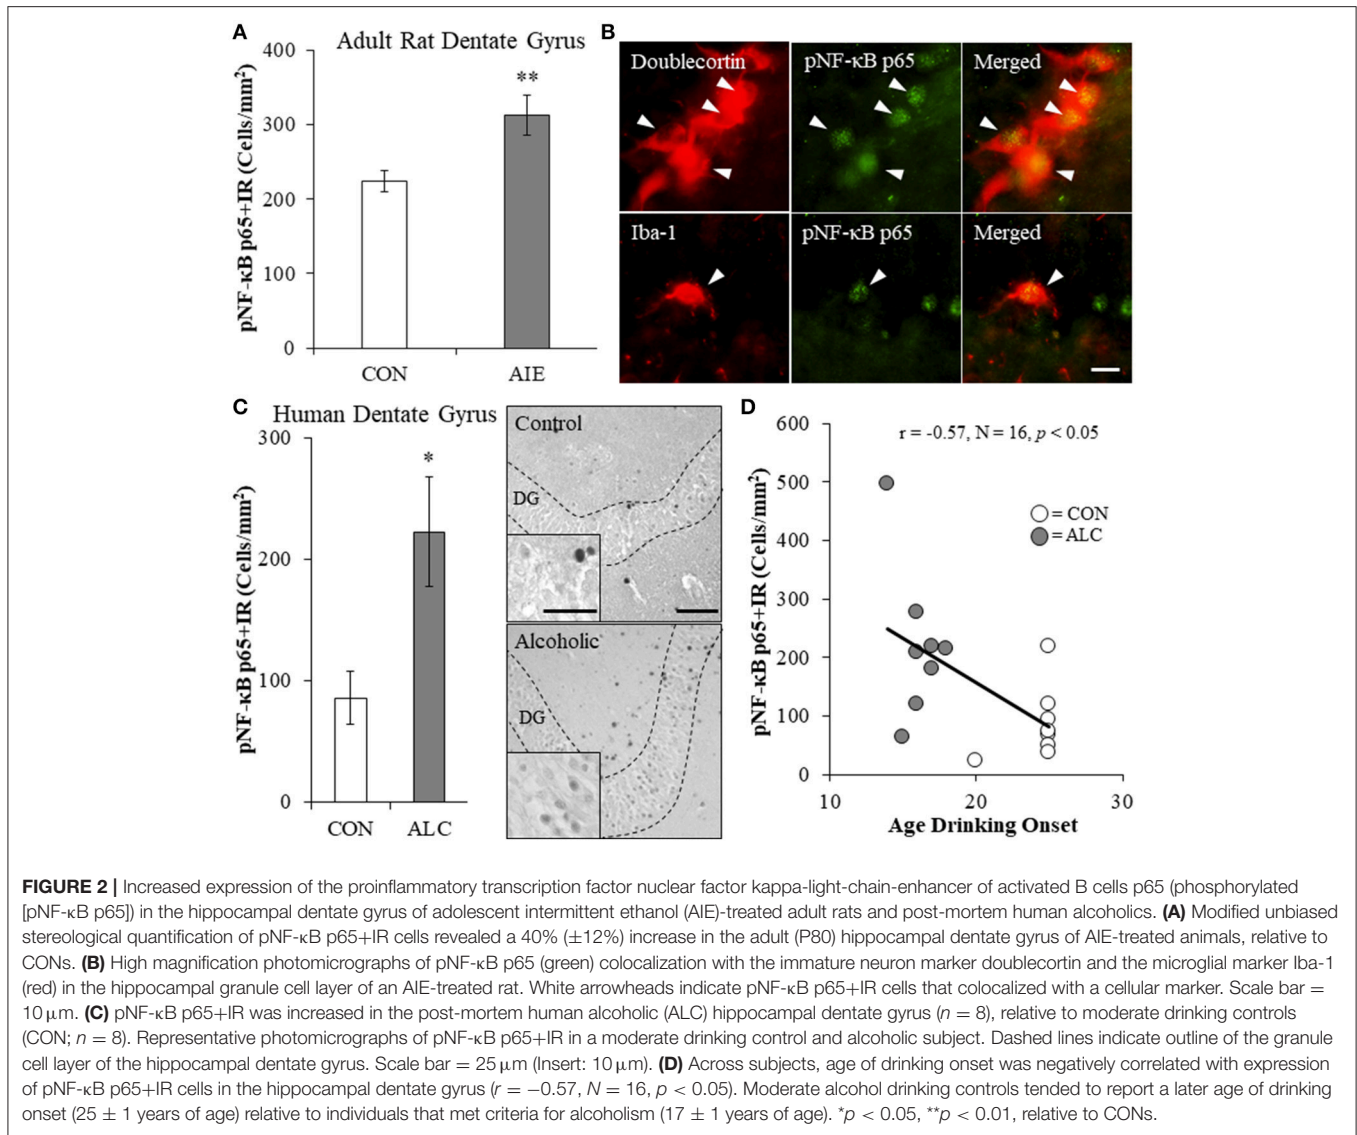 A
Adult Rat Dentate Gyrus
pNF-κB p65+IR (Cells/mm²)
400
300
200
100
0
**
CON
AIE
B
Doublecortin
pNF-κB p65
Merged
Iba-1
pNF-κB p65
Merged
C
Human Dentate Gyrus
pNF-κB p65+IR (Cells/mm²)
300
200
100
0
*
CON
ALC
Control
DG
Alcoholic
DG
D
pNF-κB p65+IR (Cells/mm²)
600
500
400
300
200
100
0
r = -0.57, N = 16, p < 0.05
= CON
= ALC
10
20
30
Age Drinking Onset
FIGURE 2 | Increased expression of the proinflammatory transcription factor nuclear factor kappa-light-chain-enhancer of activated B cells p65 (phosphorylated
[pNF-κB p65]) in the hippocampal dentate gyrus of adolescent intermittent ethanol (AIE)-treated adult rats and post-mortem human alcoholics. (A) Modified unbiased
stereological quantification of pNF-κB p65+IR cells revealed a 40% (±12%) increase in the adult (P80) hippocampal dentate gyrus of AIE-treated animals, relative to
CONs. (B) High magnification photomicrographs of pNF-κB p65 (green) colocalization with the immature neuron marker doublecortin and the microglial marker Iba-1
(red) in the hippocampal granule cell layer of an AIE-treated rat. White arrowheads indicate pNF-κB p65+IR cells that colocalized with a cellular marker. Scale bar =
10 μm. (C) pNF-κB p65+IR was increased in the post-mortem human alcoholic (ALC) hippocampal dentate gyrus (n = 8), relative to moderate drinking controls
(CON; n = 8). Representative photomicrographs of pNF-κB p65+IR in a moderate drinking control and alcoholic subject. Dashed lines indicate outline of the granule
cell layer of the hippocampal dentate gyrus. Scale bar = 25 μm (Insert: 10 μm). (D) Across subjects, age of drinking onset was negatively correlated with expression
of pNF-κB p65+IR cells in the hippocampal dentate gyrus (r = −0.57, N = 16, p < 0.05). Moderate alcohol drinking controls tended to report a later age of drinking
onset (25 ± 1 years of age) relative to individuals that met criteria for alcoholism (17 ± 1 years of age). *p < 0.05, **p < 0.01, relative to CONs.